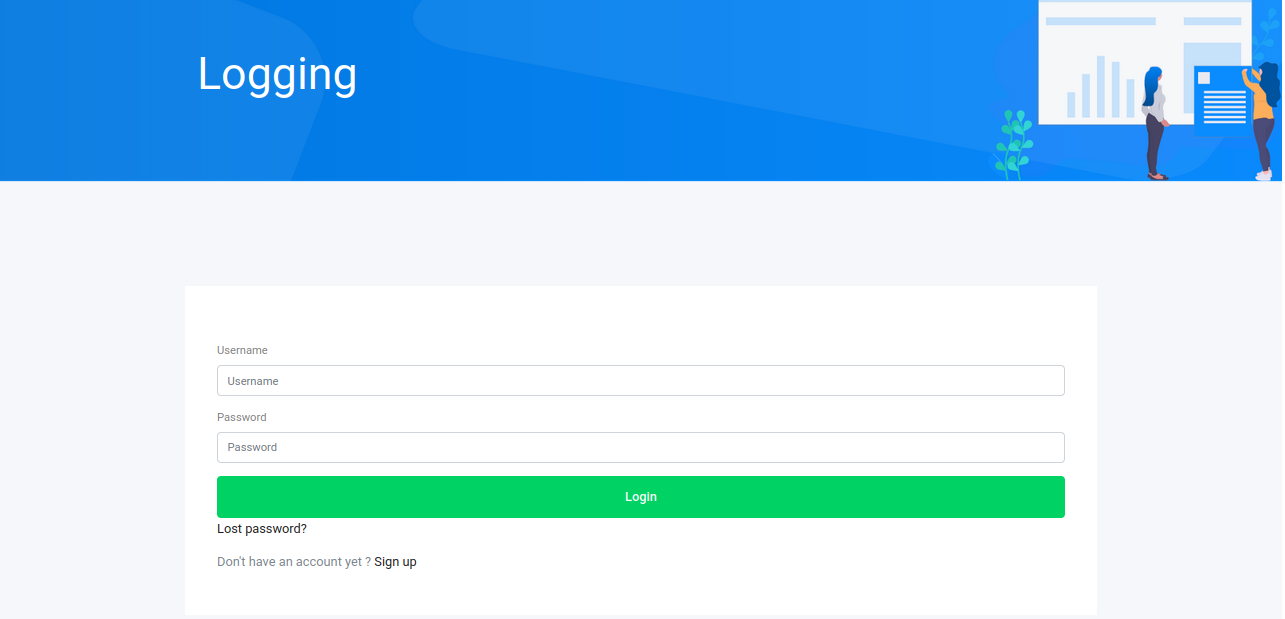 Logging
Username
Username
Password
Password
Login
Lost password?
Don't have an account yet ? Sign up